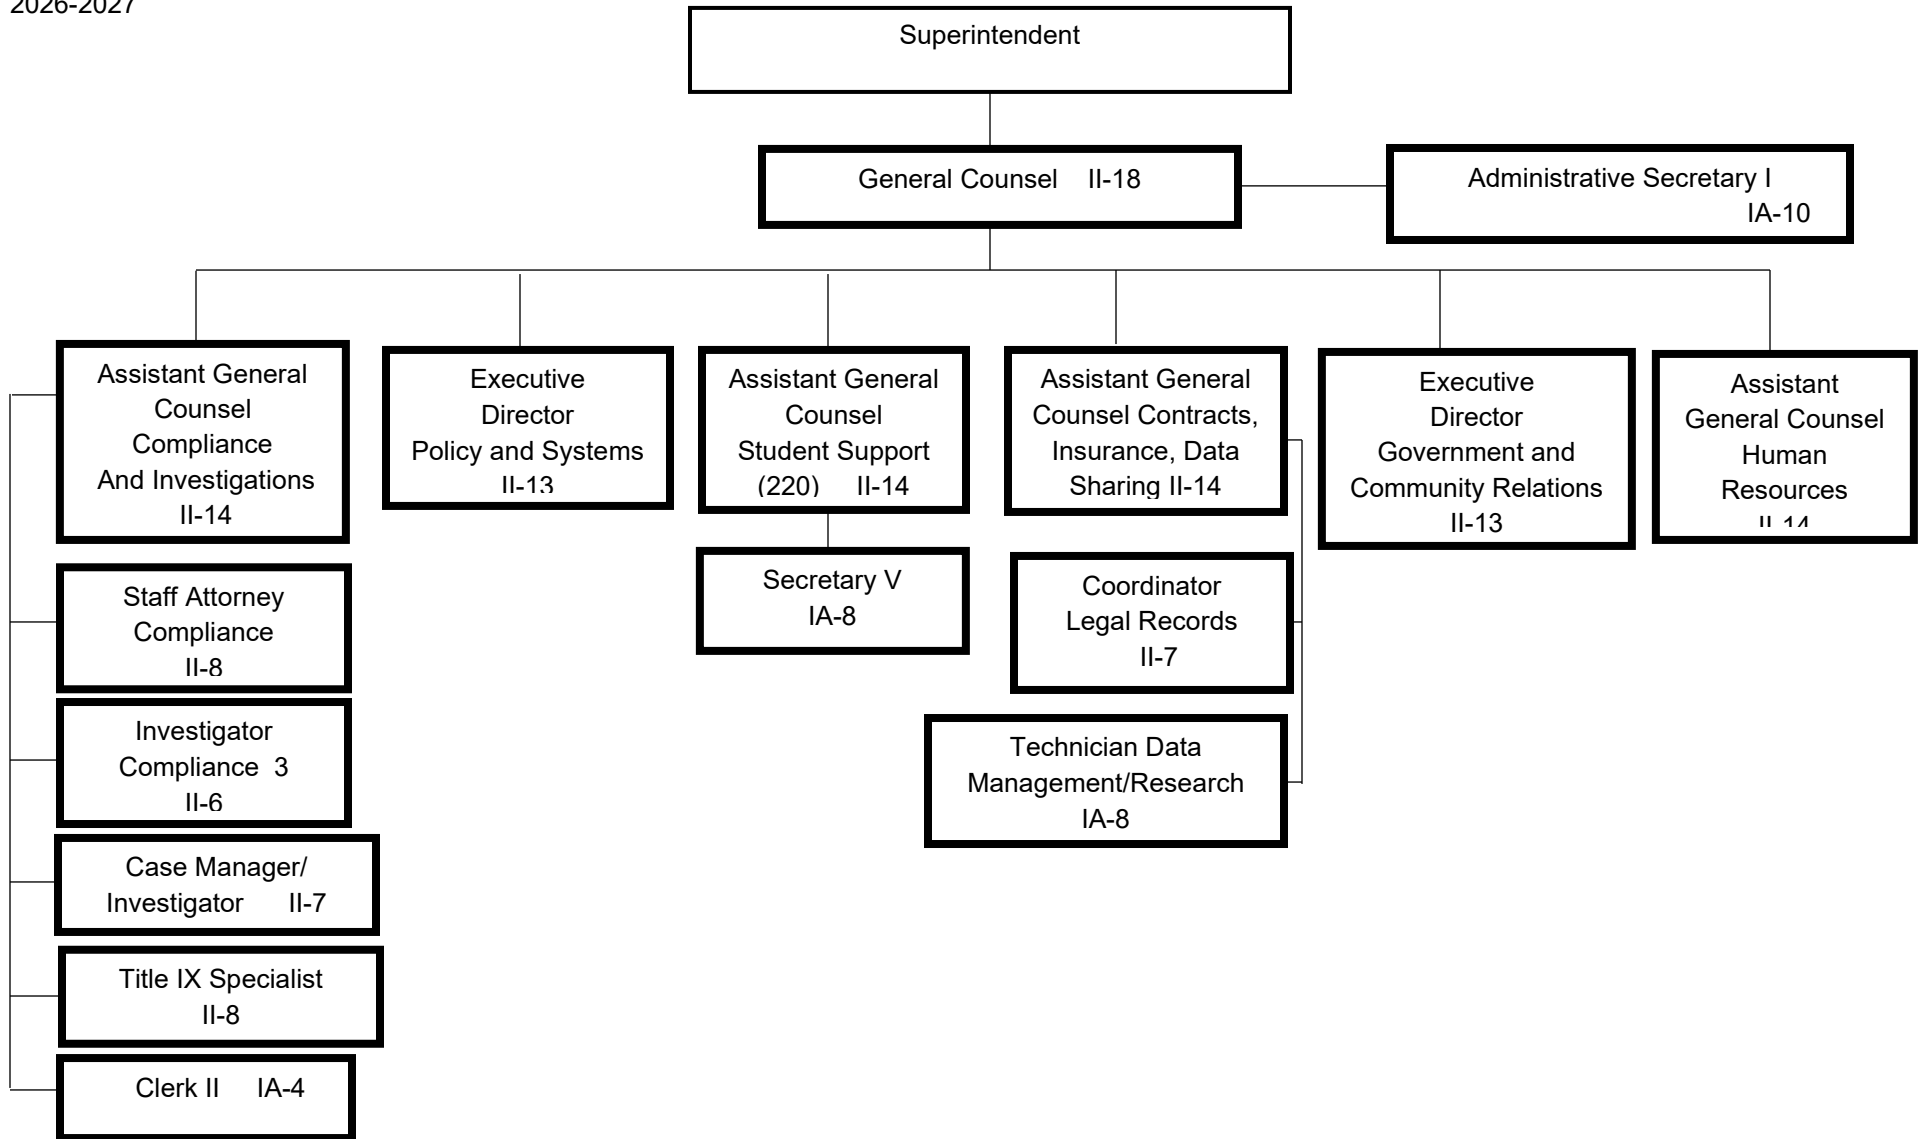 2026-2027
Superintendent
General Counsel II-18
Administrative Secretary I
IA-10
Assistant General
Counsel
Compliance
And Investigations
II-14
Executive
Director
Policy and Systems
II-13
Assistant General
Counsel
Student Support
(220) II-14
Assistant General
Counsel Contracts,
Insurance, Data
Sharing II-14
Executive
Director
Government and
Community Relations
II-13
Assistant
General Counsel
Human
Resources
II-14
Staff Attorney
Compliance
II-8
Investigator
Compliance 3
II-6
Case Manager/
Investigator II-7
Title IX Specialist
II-8
Clerk II IA-4
Secretary V
IA-8
Coordinator
Legal Records
II-7
Technician Data
Management/Research
IA-8